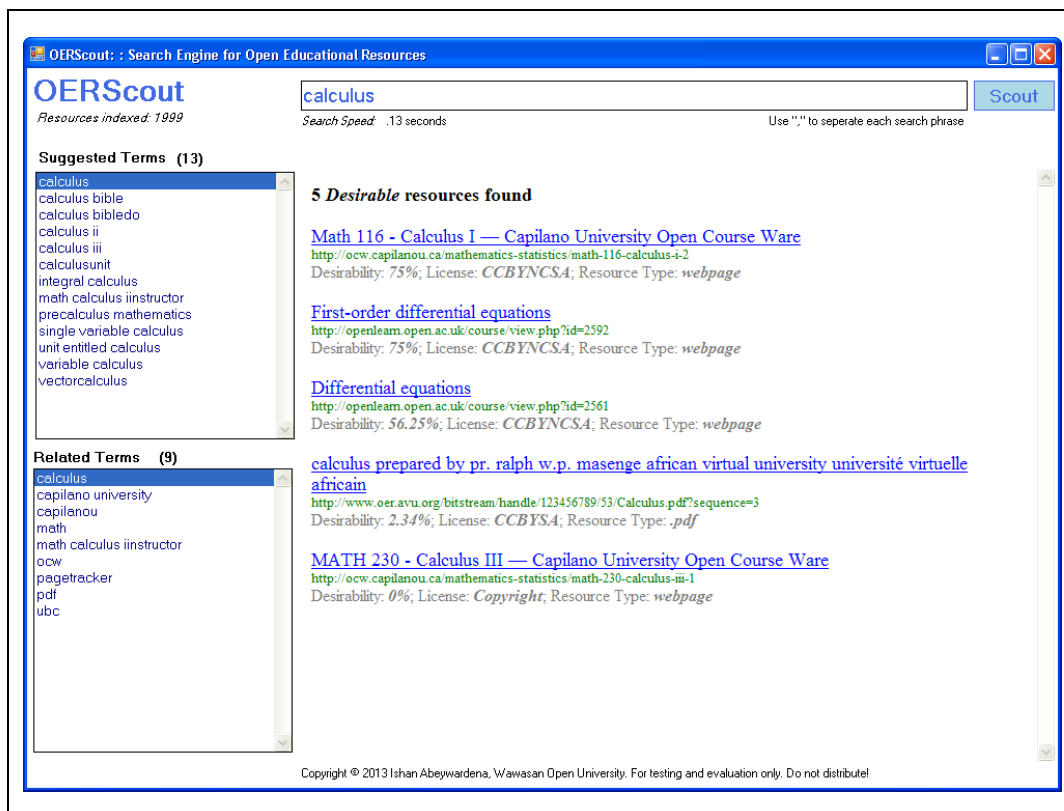 OERScout: : Search Engine for Open Educational Resources
OERScout
calculus
Scout
Resources indexed: 1999
Search Speed: .13 seconds
Use "," to seperate each search phrase
Suggested Terms (13)
calculus
calculus bible
calculus bibledo
calculus ii
calculus iii
calculusunit
integral calculus
math calculus iinstructor
precalculus mathematics
single variable calculus
unit entitled calculus
variable calculus
vectorcalculus
Related Terms (9)
calculus
capilano university
capilanou
math
math calculus iinstructor
ocw
pagetracker
pdf
ubc
5 Desirable resources found
Math 116 - Calculus I — Capilano University Open Course Ware
http://ocw.capilanou.ca/mathematics-statistics/math-116-calculus-i-2
Desirability: 75%; License: CCBYNCSA; Resource Type: webpage
First-order differential equations
http://openlearn.open.ac.uk/course/view.php?id=2592
Desirability: 75%; License: CCBYNCSA; Resource Type: webpage
Differential equations
http://openlearn.open.ac.uk/course/view.php?id=2561
Desirability: 56.25%; License: CCBYNCSA; Resource Type: webpage
calculus prepared by pr. ralph w.p. masenge african virtual university université virtuelle
africain
http://www.oer.avu.org/bitstream/handle/123456789/53/Calculus.pdf?sequence=3
Desirability: 2.34%; License: CCBYSA; Resource Type: .pdf
MATH 230 - Calculus III — Capilano University Open Course Ware
http://ocw.capilanou.ca/mathematics-statistics/math-230-calculus-iii-1
Desirability: 0%; License: Copyright; Resource Type: webpage
Copyright © 2013 Ishan Abeywardena, Wawasan Open University. For testing and evaluation only. Do not distribute!